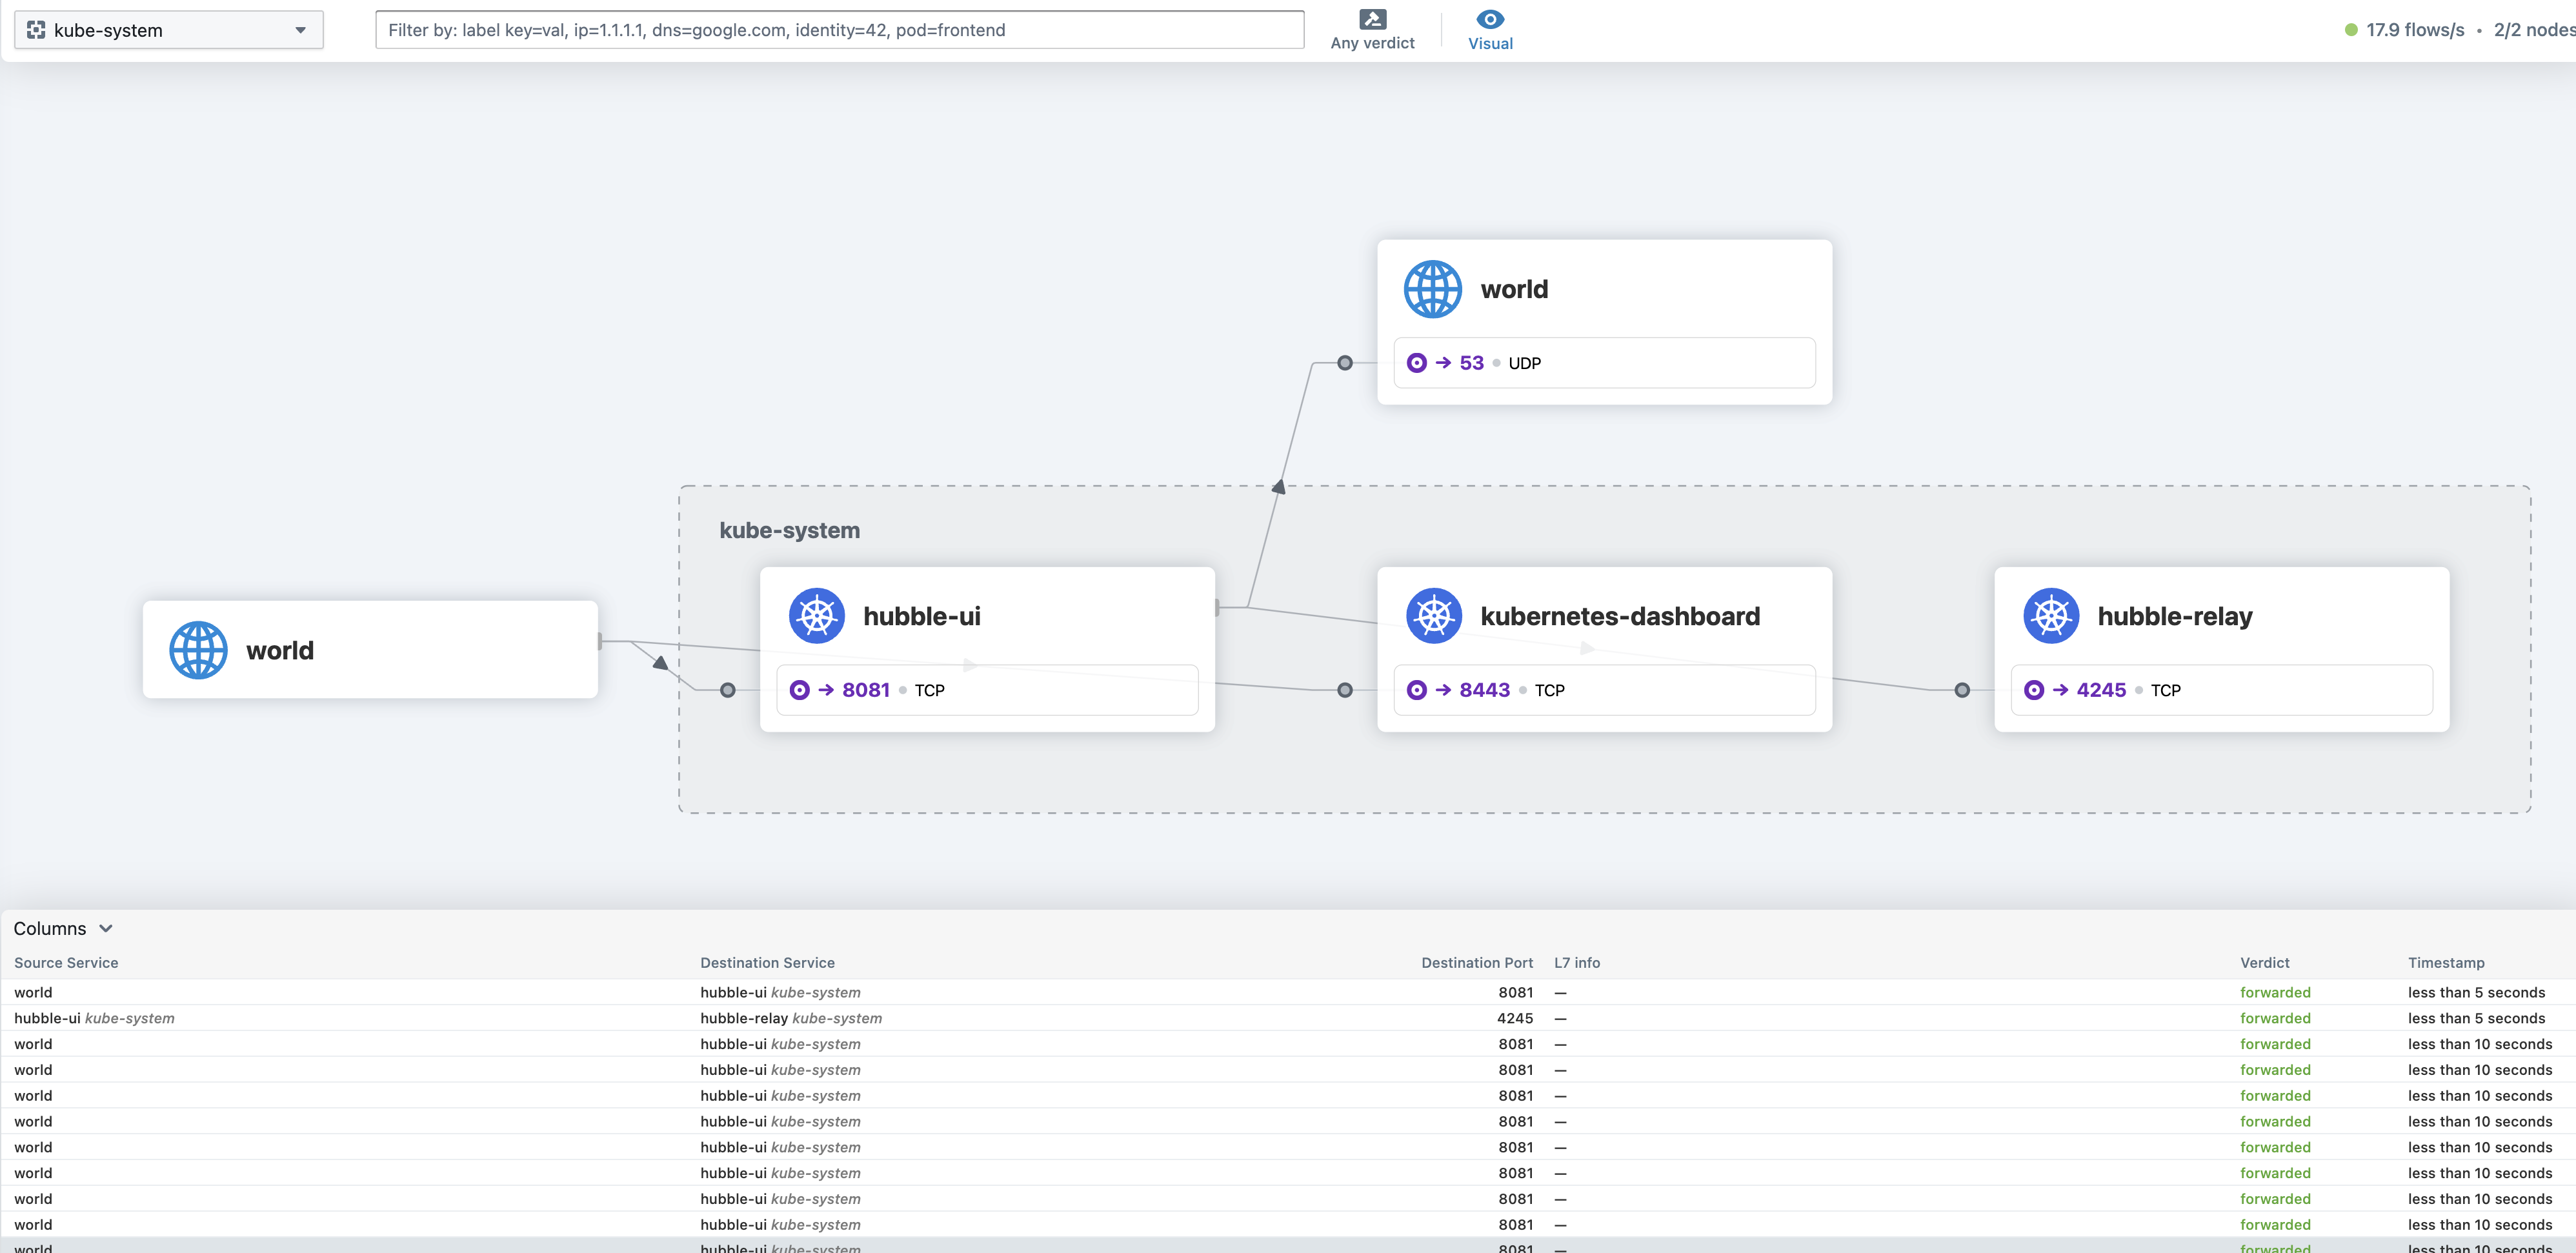 kube-system
Filter by: label key=val, ip=1.1.1.1, dns=google.com, identity=42, pod=frontend
Any verdict
Visual
17.9 flows/s • 2/2 nodes
world
→ 53 • UDP
kube-system
world
hubble-ui
→ 8081 • TCP
kubernetes-dashboard
→ 8443 • TCP
hubble-relay
→ 4245 • TCP
Columns
Source Service Destination Service Destination Port L7 info Verdict Timestamp
world hubble-ui kube-system 8081 — forwarded less than 5 seconds
hubble-ui kube-system hubble-relay kube-system 4245 — forwarded less than 5 seconds
world hubble-ui kube-system 8081 — forwarded less than 10 seconds
world hubble-ui kube-system 8081 — forwarded less than 10 seconds
world hubble-ui kube-system 8081 — forwarded less than 10 seconds
world hubble-ui kube-system 8081 — forwarded less than 10 seconds
world hubble-ui kube-system 8081 — forwarded less than 10 seconds
world hubble-ui kube-system 8081 — forwarded less than 10 seconds
world hubble-ui kube-system 8081 — forwarded less than 10 seconds
world hubble-ui kube-system 8081 — forwarded less than 10 seconds
world hubble-ui kube-system 8081 — forwarded less than 10 seconds